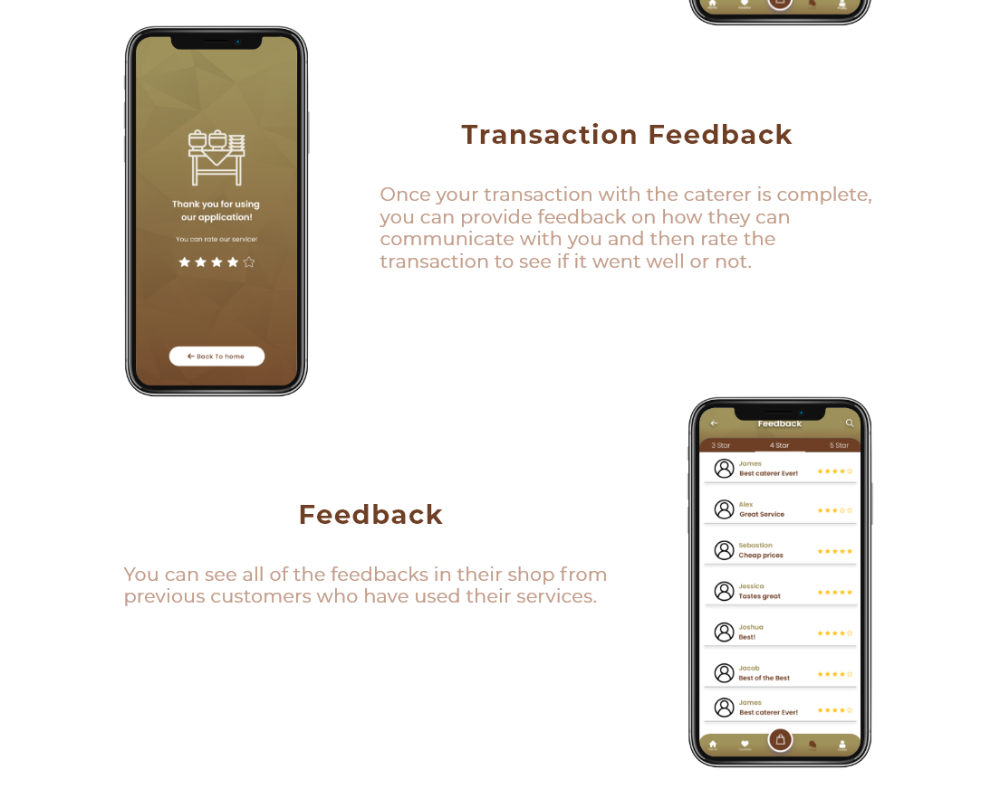 Thank you for using
our application!
You can rate our service!
Back To home
Transaction Feedback
Once your transaction with the caterer is complete,
you can provide feedback on how they can
communicate with you and then rate the
transaction to see if it went well or not.
Feedback
You can see all of the feedbacks in their shop from
previous customers who have used their services.
Feedback
3 Star 4 Star 5 Star
James
Best caterer Ever!
Alex
Great Service
Sebastian
Cheap prices
Jessica
Tastes great
Joshua
Best!
Jacob
Best of the Best
James
Best caterer Ever!